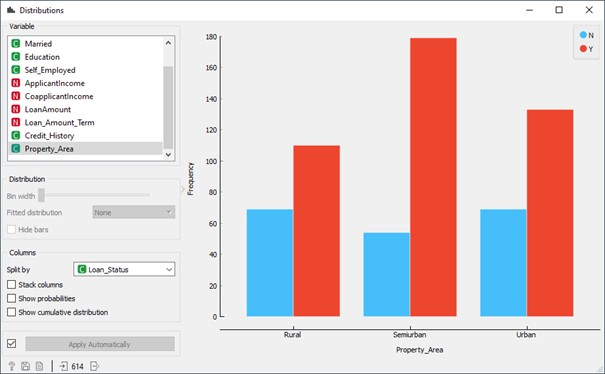 Distributions
Variable
C Married
C Education
C Self_Employed
N ApplicantIncome
N CoapplicantIncome
N LoanAmount
N Loan_Amount_Term
C Credit_History
C Property_Area
Distribution
Bin width
Fitted distribution None
Hide bars
Columns
Split by C Loan_Status
Stack columns
Show probabilities
Show cumulative distribution
Apply Automatically
? 614
180
160
140
120
100
80
60
40
20
0
Frequency
Rural Semiurban Urban
Property_Area
N
Y